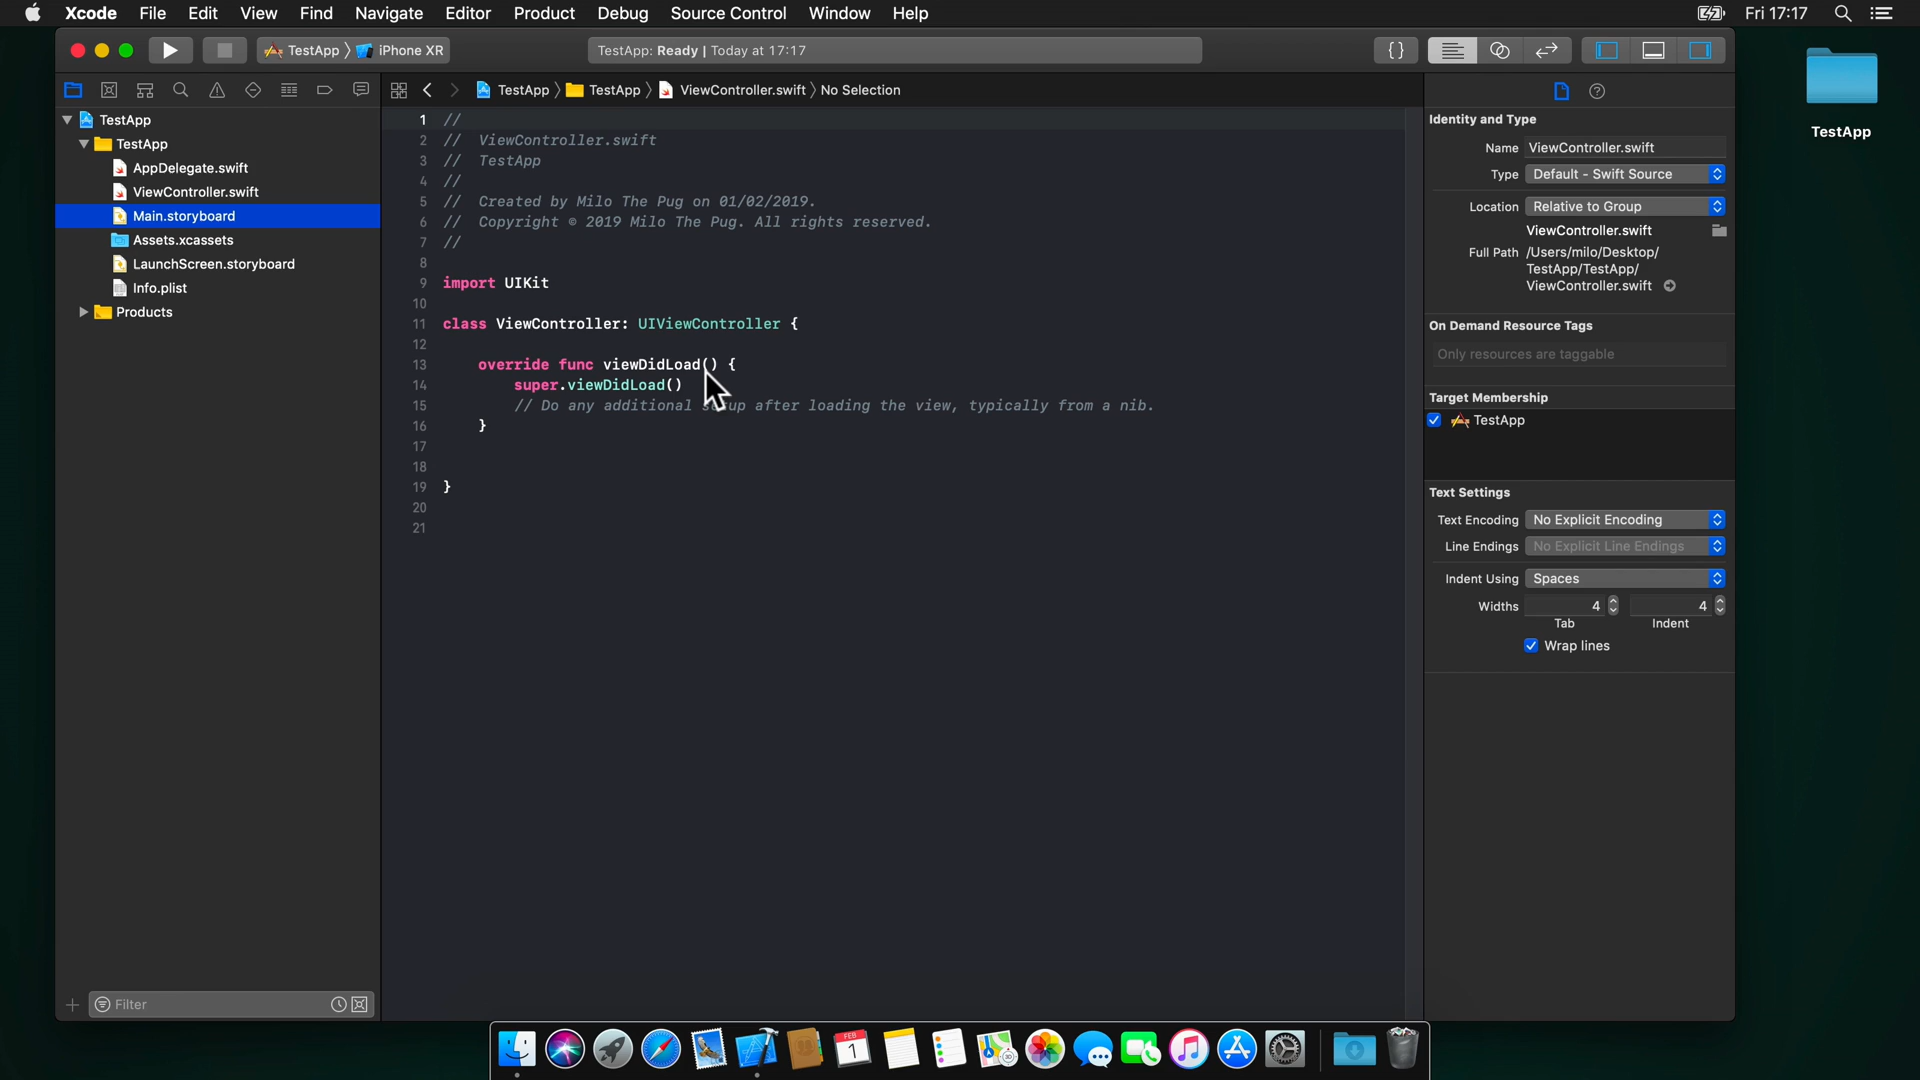 Xcode File Edit View Find Navigate Editor Product Debug Source Control Window Help Fri 17:17
TestApp iPhone XR
TestApp: Ready | Today at 17:17
{}
TestApp
TestApp TestApp ViewController.swift No Selection
TestApp
TestApp
AppDelegate.swift
ViewController.swift
Main.storyboard
Assets.xcassets
LaunchScreen.storyboard
Info.plist
Products
Filter
1 //
2 // ViewController.swift
3 // TestApp
4 //
5 // Created by Milo The Pug on 01/02/2019.
6 // Copyright © 2019 Milo The Pug. All rights reserved.
7 //
8
9 import UIKit
10
11 class ViewController: UIViewController {
12
13 override func viewDidLoad() {
14 super.viewDidLoad()
15 // Do any additional setup after loading the view, typically from a nib.
16 }
17
18
19 }
20
21
Identity and Type
Name ViewController.swift
Type Default - Swift Source
Location Relative to Group
ViewController.swift
Full Path /Users/milo/Desktop/
TestApp/TestApp/
ViewController.swift
On Demand Resource Tags
Only resources are taggable
Target Membership
TestApp
Text Settings
Text Encoding No Explicit Encoding
Line Endings No Explicit Line Endings
Indent Using Spaces
Widths 4 4
Tab Indent
Wrap lines
TestApp
FEB
1
3D